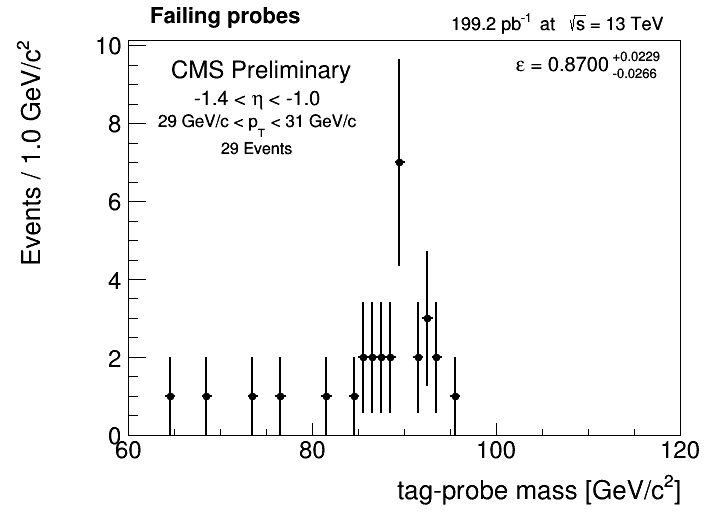 Failing probes
199.2 pb⁻¹ at √s = 13 TeV
CMS Preliminary
-1.4 < η < -1.0
29 GeV/c < p_T < 31 GeV/c
29 Events
ε = 0.8700 +0.0229 -0.0266
Events / 1.0 GeV/c²
10
8
6
4
2
0
60 80 100 120
tag-probe mass [GeV/c²]